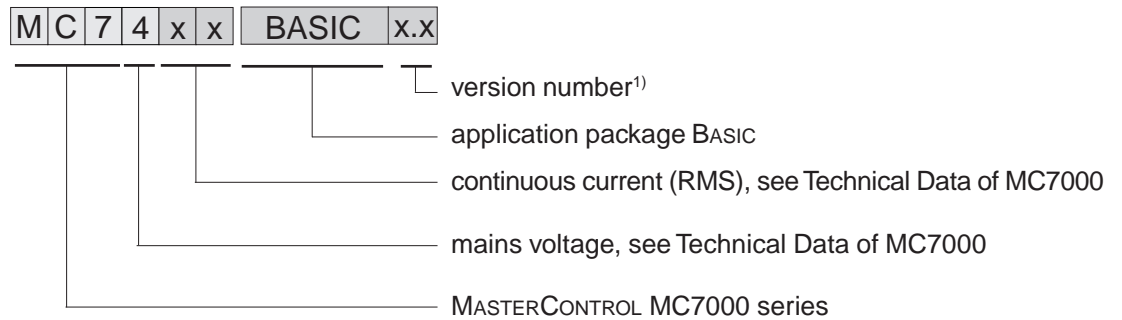 MC74xx BASIC x.x
version number1)
application package BASIC
continuous current (RMS), see Technical Data of MC7000
mains voltage, see Technical Data of MC7000
MASTERCONTROL MC7000 series